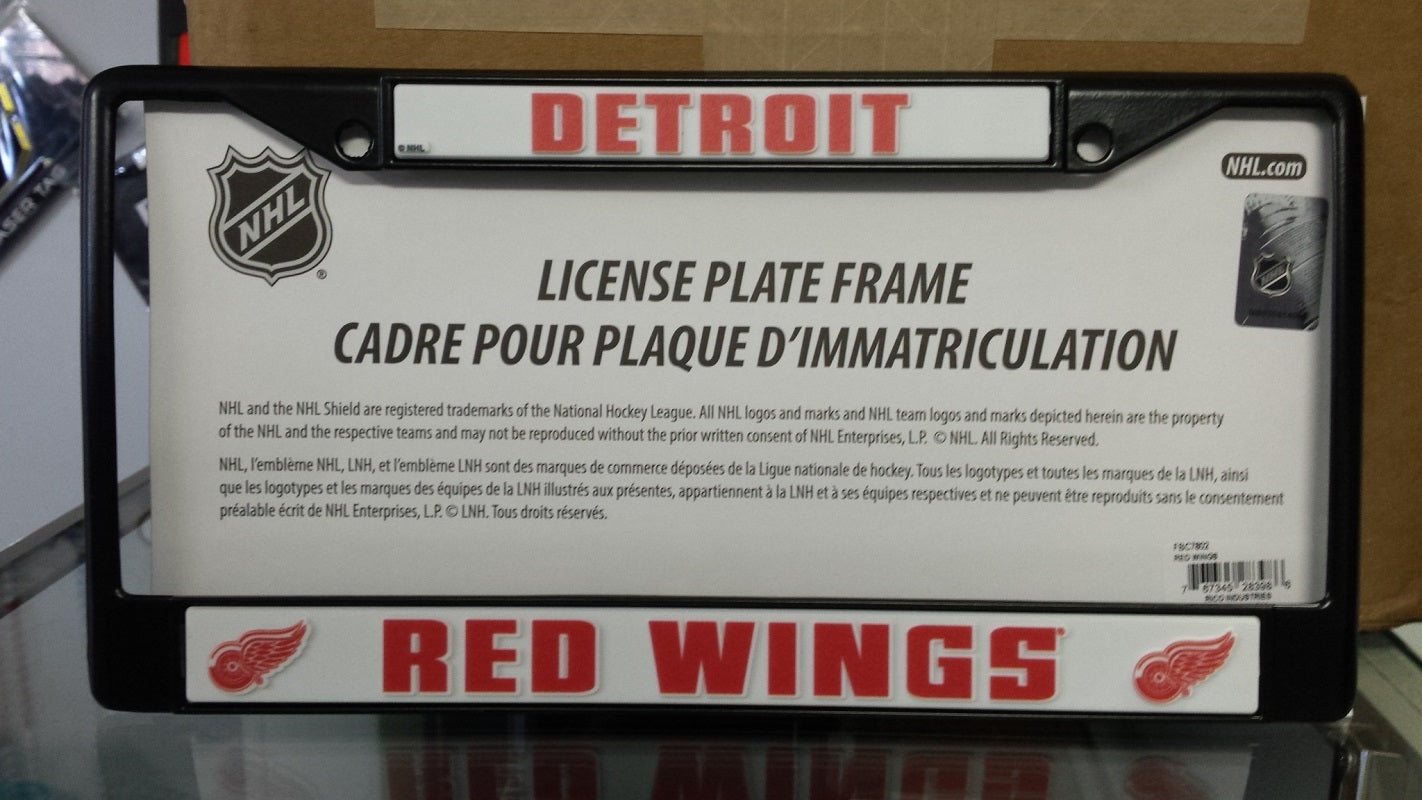 DETROIT
© NHL
NHL
®
NHL.com
LICENSE PLATE FRAME
CADRE POUR PLAQUE D’IMMATRICULATION
NHL and the NHL Shield are registered trademarks of the National Hockey League. All NHL logos and marks and NHL team logos and marks depicted herein are the property
of the NHL and the respective teams and may not be reproduced without the prior written consent of NHL Enterprises, L.P. © NHL. All Rights Reserved.
NHL, l’emblème NHL, LNH, et l’emblème LNH sont des marques de commerce déposées de la Ligue nationale de hockey. Tous les logotypes et toutes les marques de la LNH, ainsi
que les logotypes et les marques des équipes de la LNH illustrés aux présentes, appartiennent à la LNH et à ses équipes respectives et ne peuvent être reproduits sans le consentement
préalable écrit de NHL Enterprises, L.P. © LNH. Tous droits réservés.
FBC7802
RED WINGS
7 67345 28398 6
RICO INDUSTRIES
RED WINGS